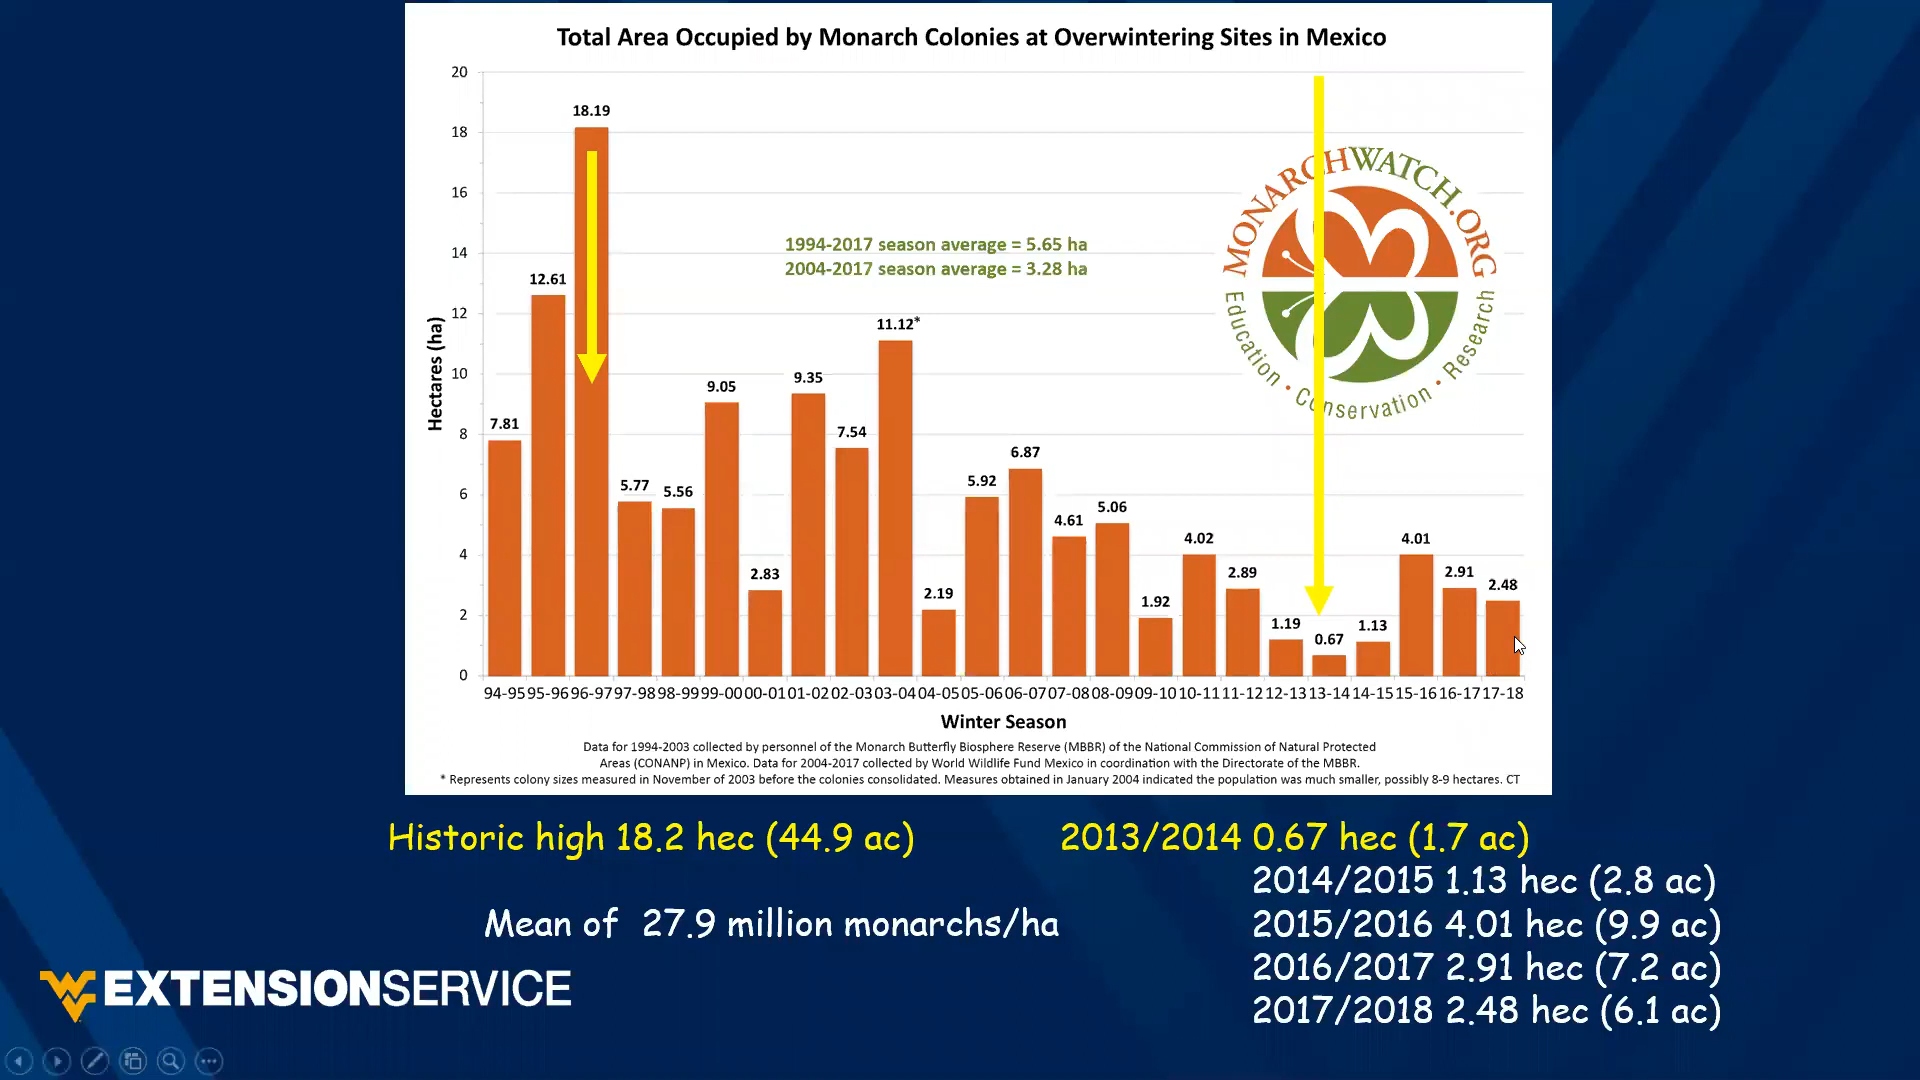 Total Area Occupied by Monarch Colonies at Overwintering Sites in Mexico
20
18
16
14
12
10
8
6
4
2
0
Hectares (ha)
7.81
12.61
18.19
5.77
5.56
9.05
2.83
9.35
7.54
11.12*
2.19
5.92
6.87
4.61
5.06
1.92
4.02
2.89
1.19
0.67
1.13
4.01
2.91
2.48
1994-2017 season average = 5.65 ha
2004-2017 season average = 3.28 ha
MONARCHWATCH.ORG
Education • Conservation • Research
94-95 95-96 96-97 97-98 98-99 99-00 00-01 01-02 02-03 03-04 04-05 05-06 06-07 07-08 08-09 09-10 10-11 11-12 12-13 13-14 14-15 15-16 16-17 17-18
Winter Season
Data for 1994-2003 collected by personnel of the Monarch Butterfly Biosphere Reserve (MBBR) of the National Commission of Natural Protected
Areas (CONANP) in Mexico. Data for 2004-2017 collected by World Wildlife Fund Mexico in coordination with the Directorate of the MBBR.
* Represents colony sizes measured in November of 2003 before the colonies consolidated. Measures obtained in January 2004 indicated the population was much smaller, possibly 8-9 hectares. CT
Historic high 18.2 hec (44.9 ac)
2013/2014 0.67 hec (1.7 ac)
2014/2015 1.13 hec (2.8 ac)
Mean of 27.9 million monarchs/ha
2015/2016 4.01 hec (9.9 ac)
2016/2017 2.91 hec (7.2 ac)
2017/2018 2.48 hec (6.1 ac)
WV EXTENSIONSERVICE